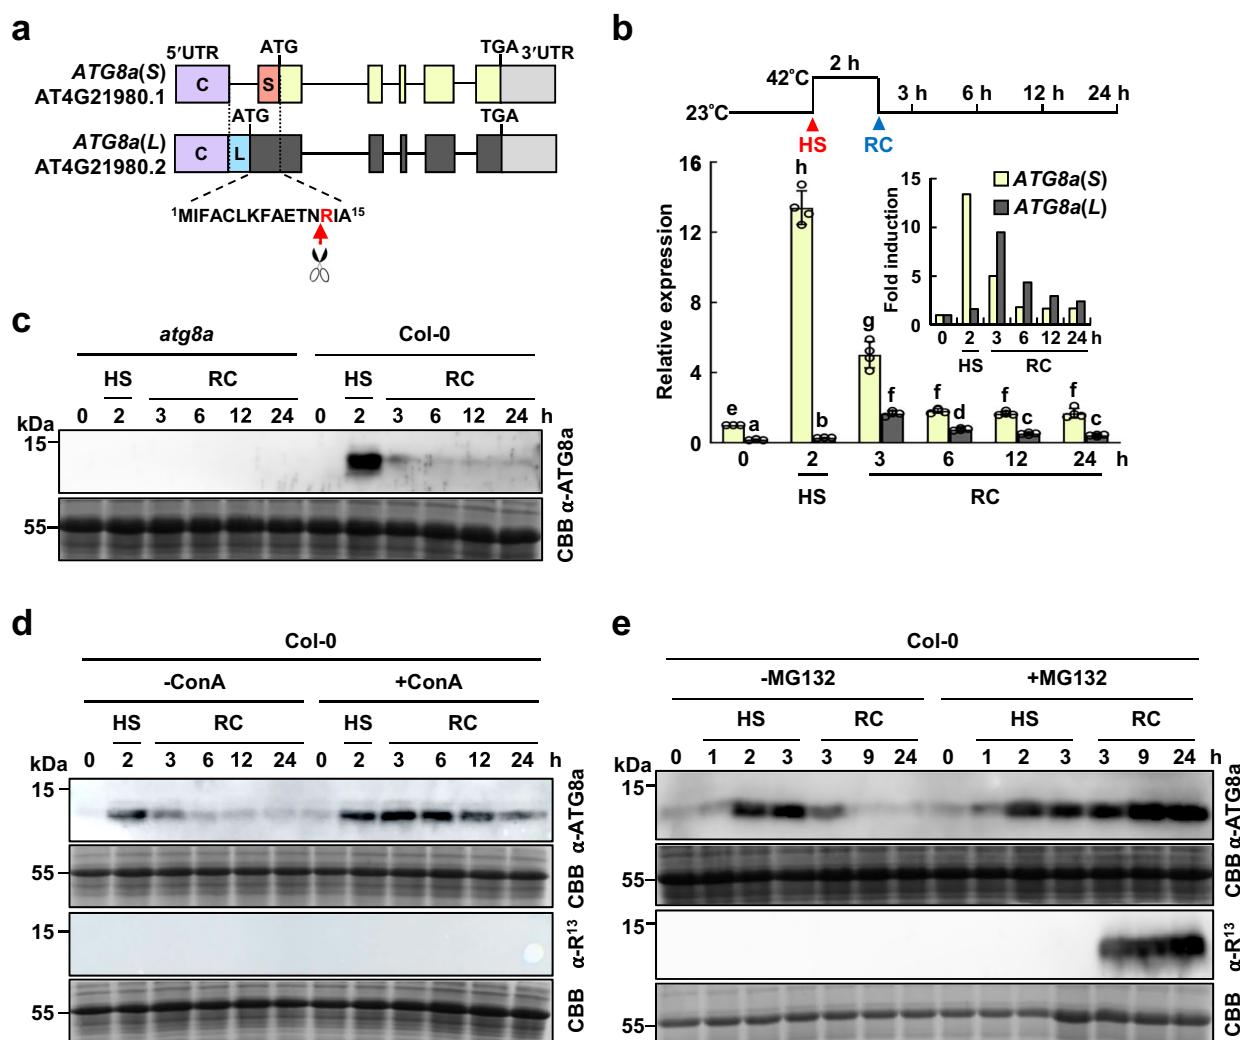 a
5′UTR
ATG
TGA
3′UTR
ATG8a(S)
AT4G21980.1
C
S
ATG
TGA
ATG8a(L)
AT4G21980.2
C
L
¹MIFACLKFAETNRIA¹⁵
b
2 h
42°C
23°C
3 h
6 h
12 h
24 h
HS
RC
Relative expression
16
12
8
4
0
e
a
h
b
g
f
f
d
f
c
f
c
0
2
3
6
12
24
h
HS
RC
Fold induction
15
10
5
0
ATG8a(S)
ATG8a(L)
0
2
3
6
12
24
h
HS
RC
c
atg8a
Col-0
HS
RC
HS
RC
kDa
0
2
3
6
12
24
0
2
3
6
12
24
h
15
α-ATG8a
55
CBB
d
Col-0
-ConA
+ConA
HS
RC
HS
RC
kDa
0
2
3
6
12
24
0
2
3
6
12
24
h
15
α-ATG8a
55
CBB
15
α-R¹³
55
CBB
e
Col-0
-MG132
+MG132
HS
RC
HS
RC
kDa
0
1
2
3
3
9
24
0
1
2
3
3
9
24
h
15
α-ATG8a
55
CBB
15
α-R¹³
55
CBB